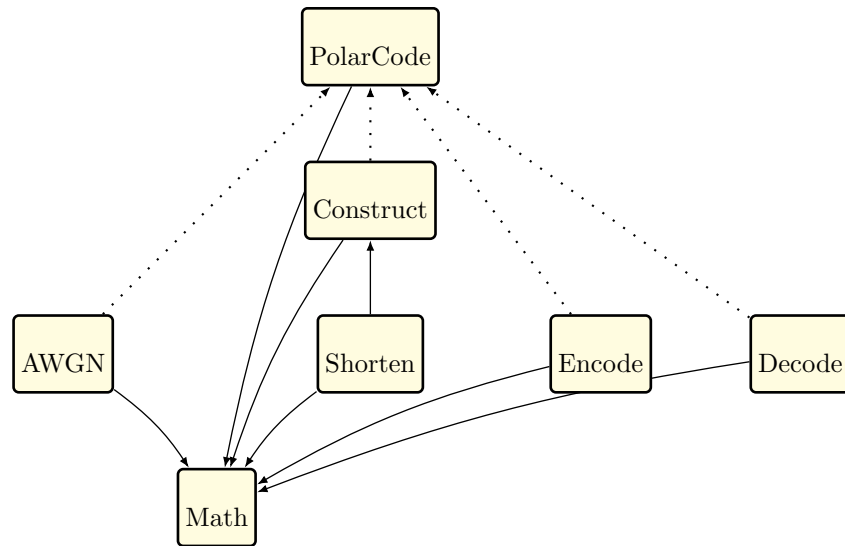 PolarCode
Construct
AWGN
Shorten
Encode
Decode
Math